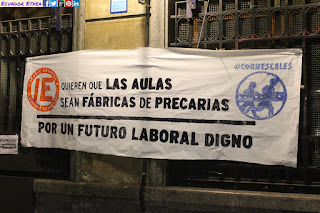 ECUADOR ETXEA
#CORRESCALES
IE
QUIEREN QUE LAS AULAS
SEAN FÁBRICAS DE PRECARIAS
POR UN FUTURO LABORAL DIGNO